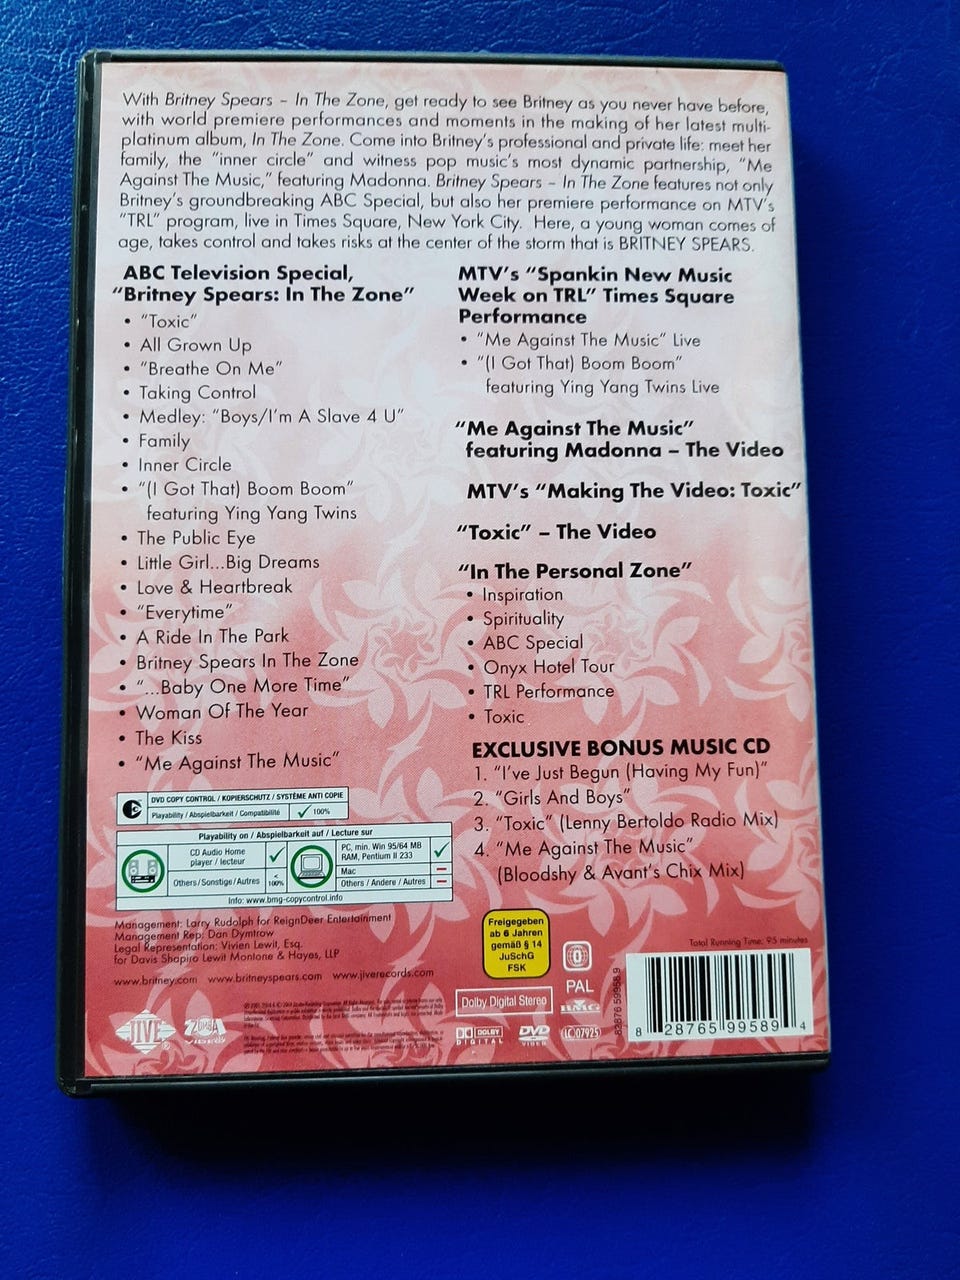 With Britney Spears – In The Zone, get ready to see Britney as you never have before,
with world premiere performances and moments in the making of her latest multi-
platinum album, In The Zone. Come into Britney's professional and private life: meet her
family, the "inner circle" and witness pop music's most dynamic partnership, "Me
Against The Music," featuring Madonna. Britney Spears – In The Zone features not only
Britney's groundbreaking ABC Special, but also her premiere performance on MTV's
"TRL" program, live in Times Square, New York City. Here, a young woman comes of
age, takes control and takes risks at the center of the storm that is BRITNEY SPEARS.
ABC Television Special,
"Britney Spears: In The Zone"
• "Toxic"
• All Grown Up
• "Breathe On Me"
• Taking Control
• Medley: "Boys/I'm A Slave 4 U"
• Family
• Inner Circle
• "(I Got That) Boom Boom"
featuring Ying Yang Twins
• The Public Eye
• Little Girl...Big Dreams
• Love & Heartbreak
• "Everytime"
• A Ride In The Park
• Britney Spears In The Zone
• "...Baby One More Time"
• Woman Of The Year
• The Kiss
• "Me Against The Music"
MTV's "Spankin New Music
Week on TRL" Times Square
Performance
• "Me Against The Music" Live
• "(I Got That) Boom Boom"
featuring Ying Yang Twins Live
"Me Against The Music"
featuring Madonna – The Video
MTV's "Making The Video: Toxic"
"Toxic" – The Video
"In The Personal Zone"
• Inspiration
• Spirituality
• ABC Special
• Onyx Hotel Tour
• TRL Performance
• Toxic
EXCLUSIVE BONUS MUSIC CD
1. "I've Just Begun (Having My Fun)"
2. "Girls And Boys"
3. "Toxic" (Lenny Bertoldo Radio Mix)
4. "Me Against The Music"
(Bloodshy & Avant's Chix Mix)
DVD COPY CONTROL / KOPIERSCHUTZ / SYSTÈME ANTI COPIE
Playability / Abspielbarkeit / Compatibilité ✓ 100%
Playability on / Abspielbarkeit auf / Lecture sur
CD Audio Home
player / lecteur
Others / Sonstige / Autres
< 100%
PC, min. Win 95/64 MB
RAM, Pentium II 233
Mac
Others / Andere / Autres
Info: www.bmg-copycontrol.info
Management: Larry Rudolph for ReignDeer Entertainment
Management Rep: Dan Dymtrow
Legal Representation: Vivien Lewit, Esq.
for Davis Shapiro Lewit Montone & Hayes, LLP
www.britney.com www.britneyspears.com www.jiverecords.com
Freigegeben
ab 6 Jahren
gemäß § 14
JuSchG
FSK
0
PAL
BMG
Total Running Time: 95 minutes
82876 59958 9
8 28765 99589 4
Dolby Digital Stereo
DOLBY
DIGITAL
DVD
VIDEO
LC 07925
JIVE
ZOMBA
VIDEO